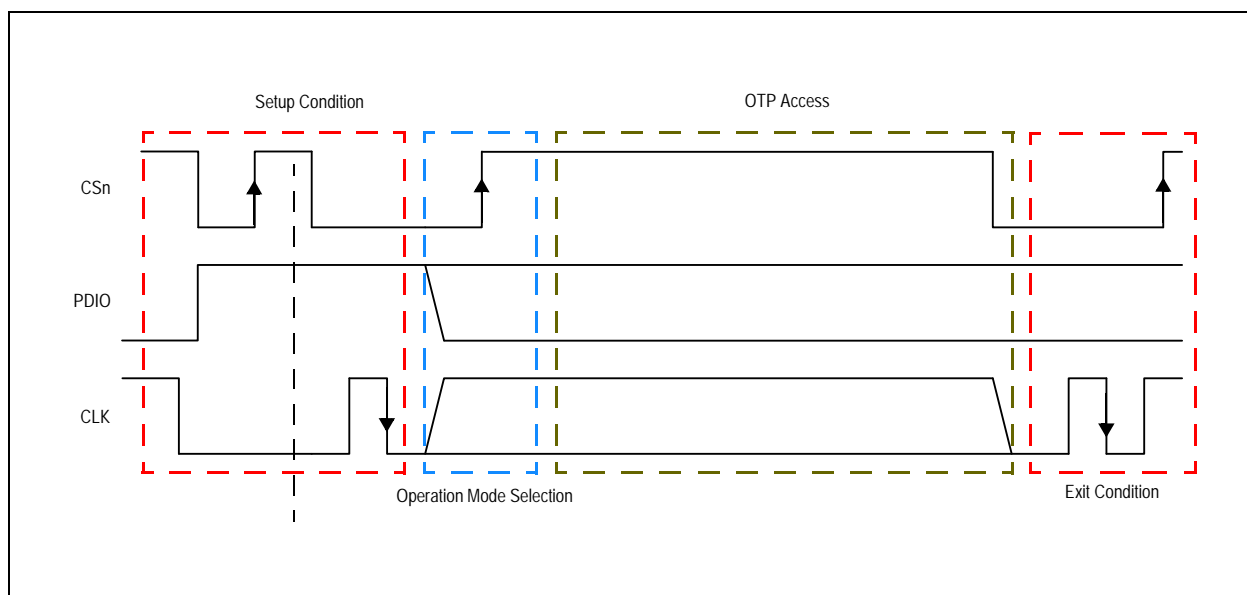 Setup Condition
OTP Access
CSn
PDIO
CLK
Operation Mode Selection
Exit Condition